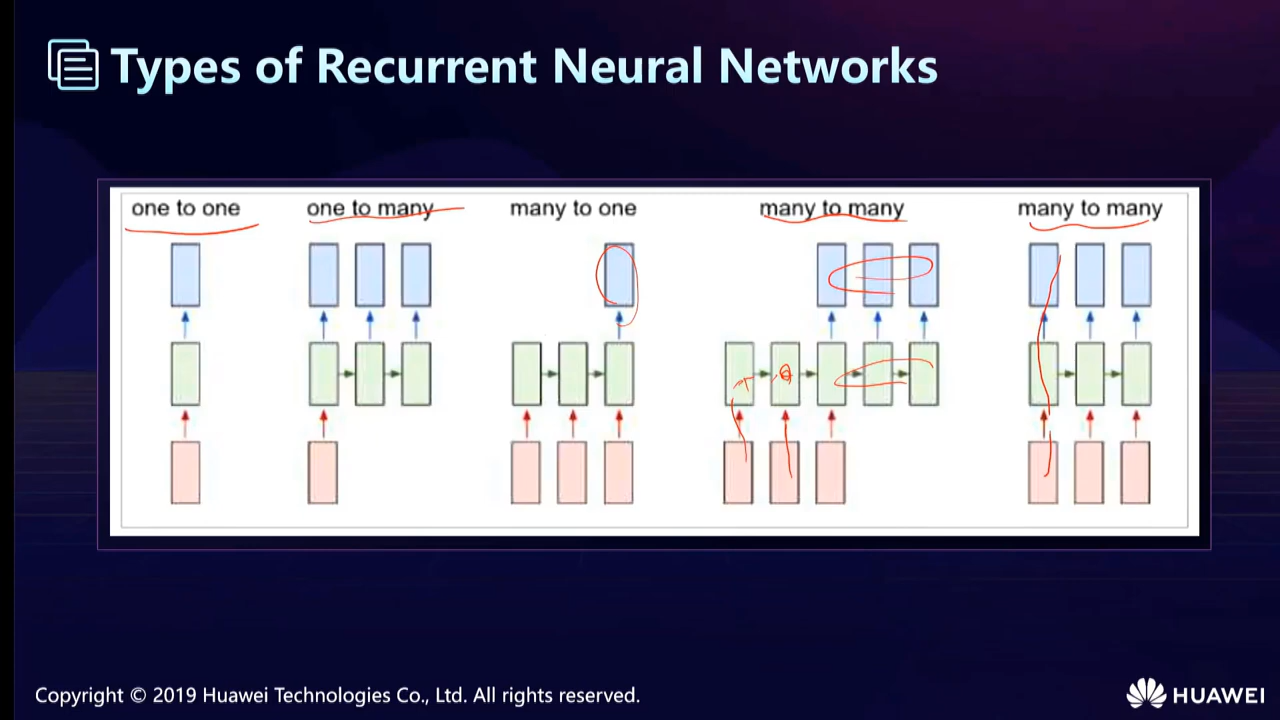 Types of Recurrent Neural Networks
one to one
one to many
many to one
many to many
many to many
Copyright © 2019 Huawei Technologies Co., Ltd. All rights reserved.
HUAWEI